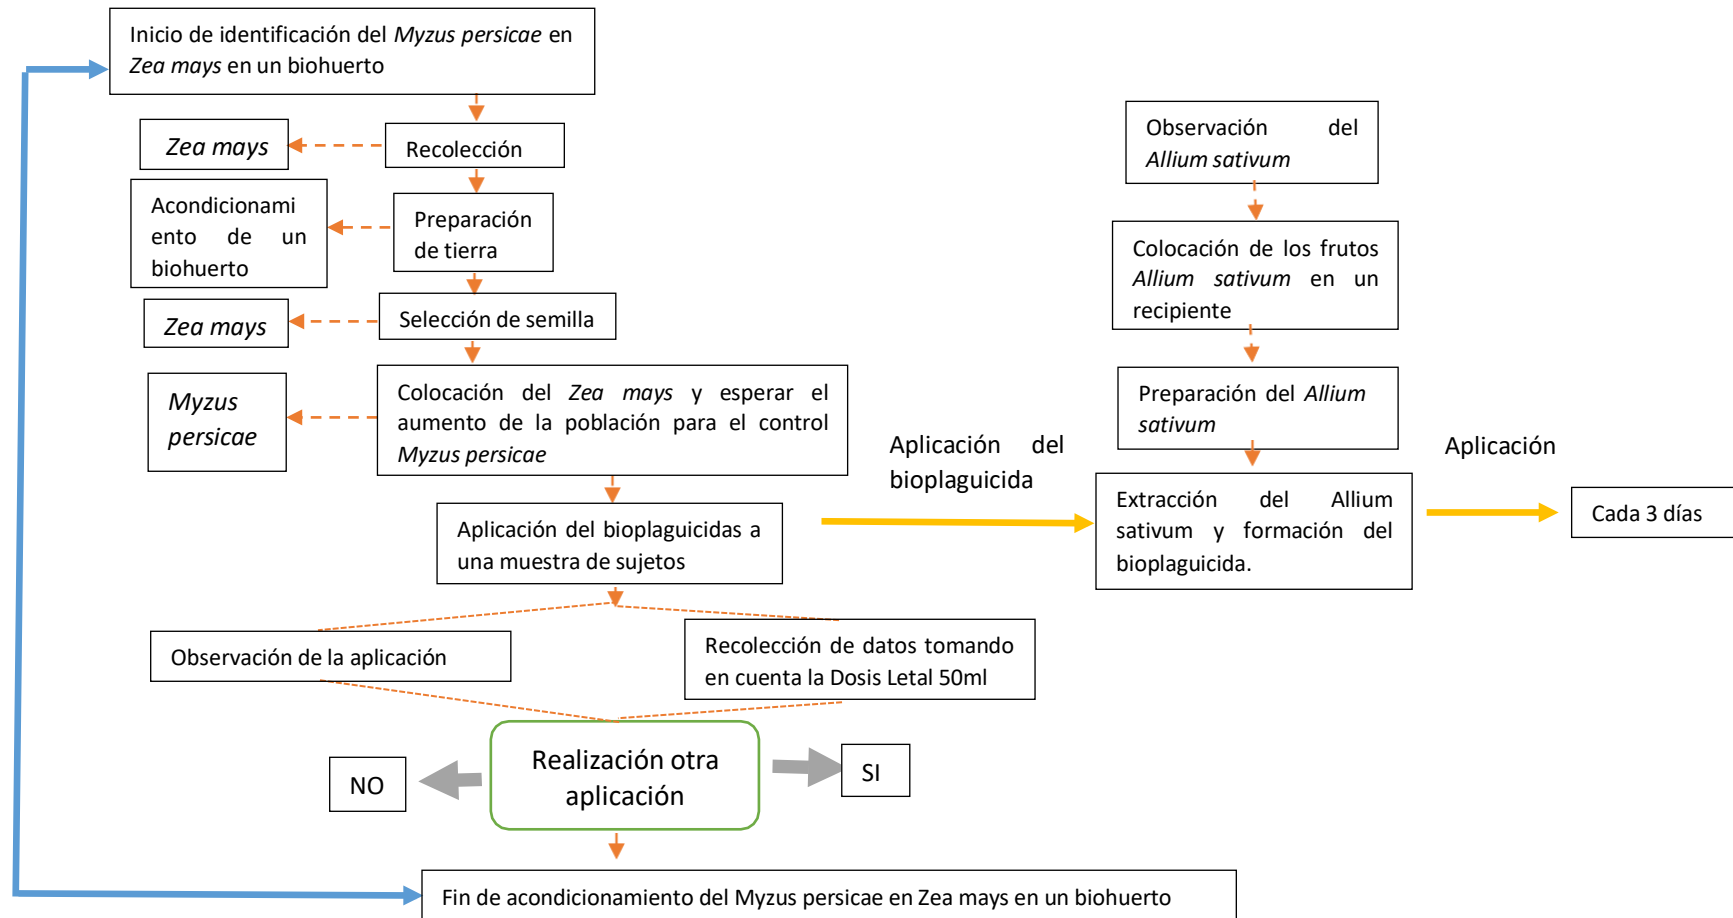 Inicio de identificación del Myzus persicae en
Zea mays en un biohuerto
Zea mays
Recolección
Acondicionami
ento de un
biohuerto
Preparación
de tierra
Zea mays
Selección de semilla
Myzus
persicae
Colocación del Zea mays y esperar el
aumento de la población para el control
Myzus persicae
Aplicación del bioplaguicidas a
una muestra de sujetos
Observación de la aplicación
Recolección de datos tomando
en cuenta la Dosis Letal 50ml
Realización otra
aplicación
NO
SI
Fin de acondicionamiento del Myzus persicae en Zea mays en un biohuerto
Aplicación del
bioplaguicida
Observación del
Allium sativum
Colocación de los frutos
Allium sativum en un
recipiente
Preparación del Allium
sativum
Extracción del Allium
sativum y formación del
bioplaguicida.
Aplicación
Cada 3 días